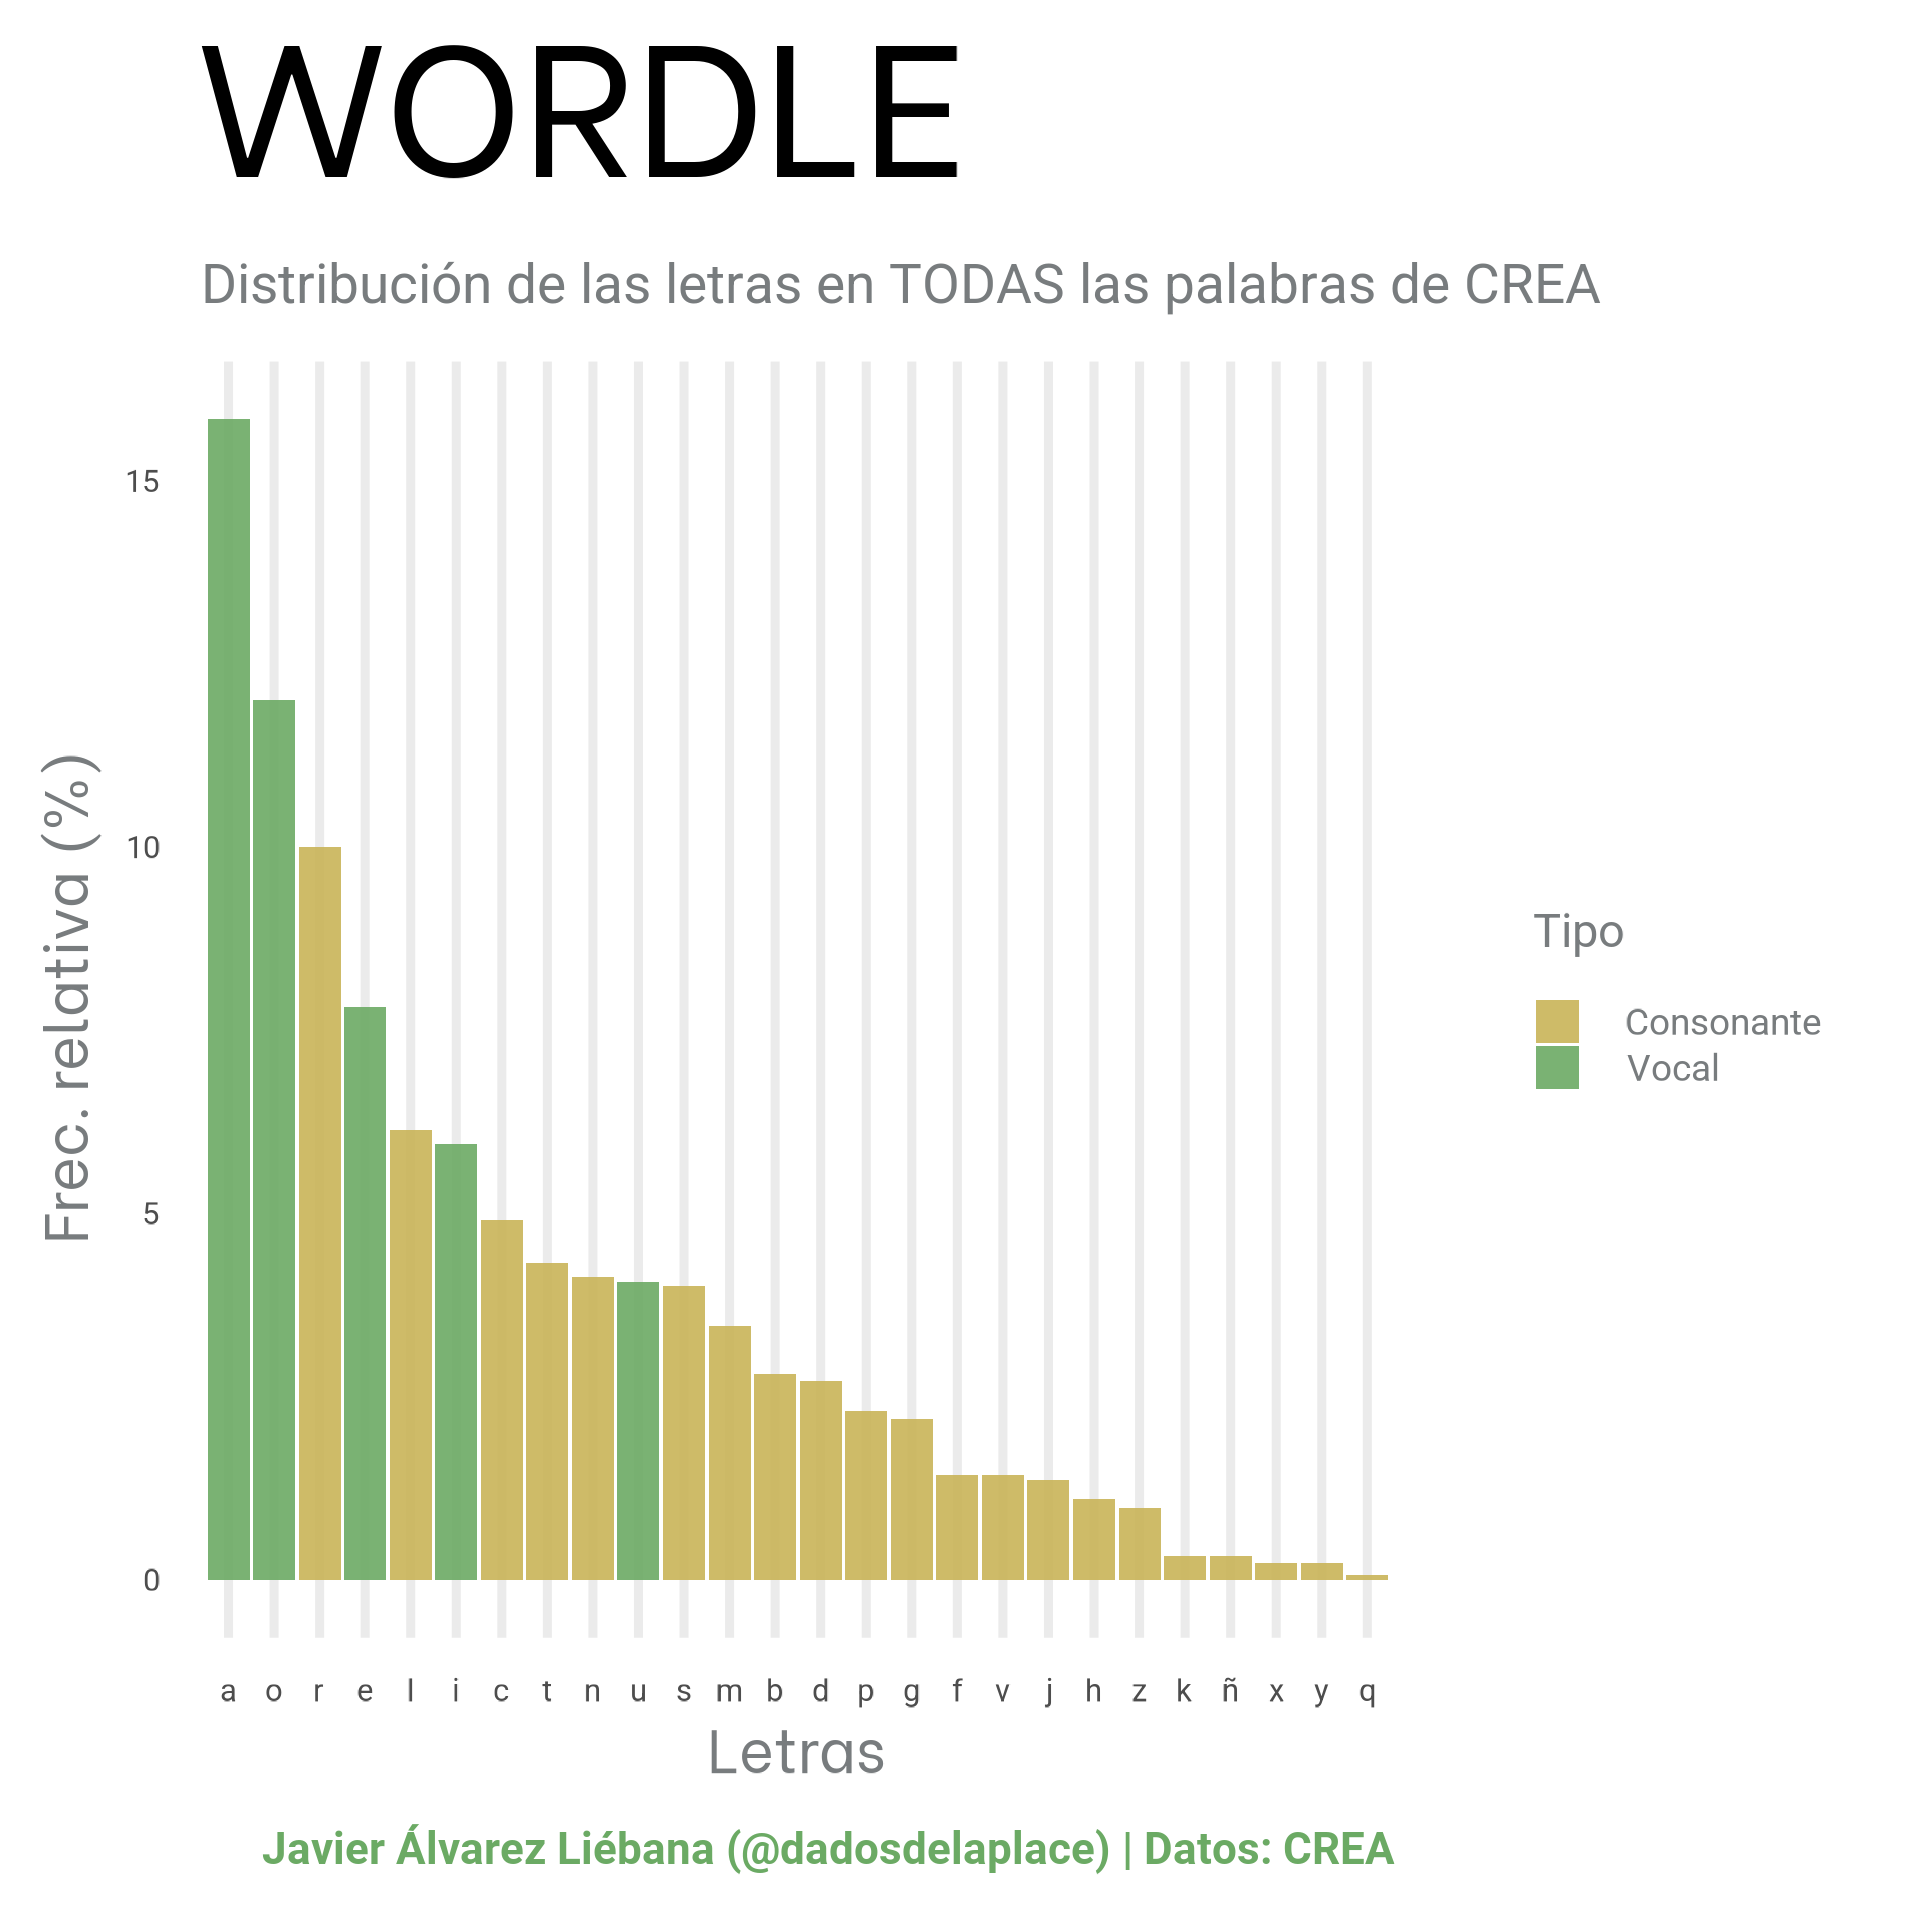 WORDLE
Distribución de las letras en TODAS las palabras de CREA
Frec. relativa (%)
15
10
5
0
a o r e l i c t n u s m b d p g f v j h z k ñ x y q
Letras
Tipo
Consonante
Vocal
Javier Álvarez Liébana (@dadosdelaplace) | Datos: CREA